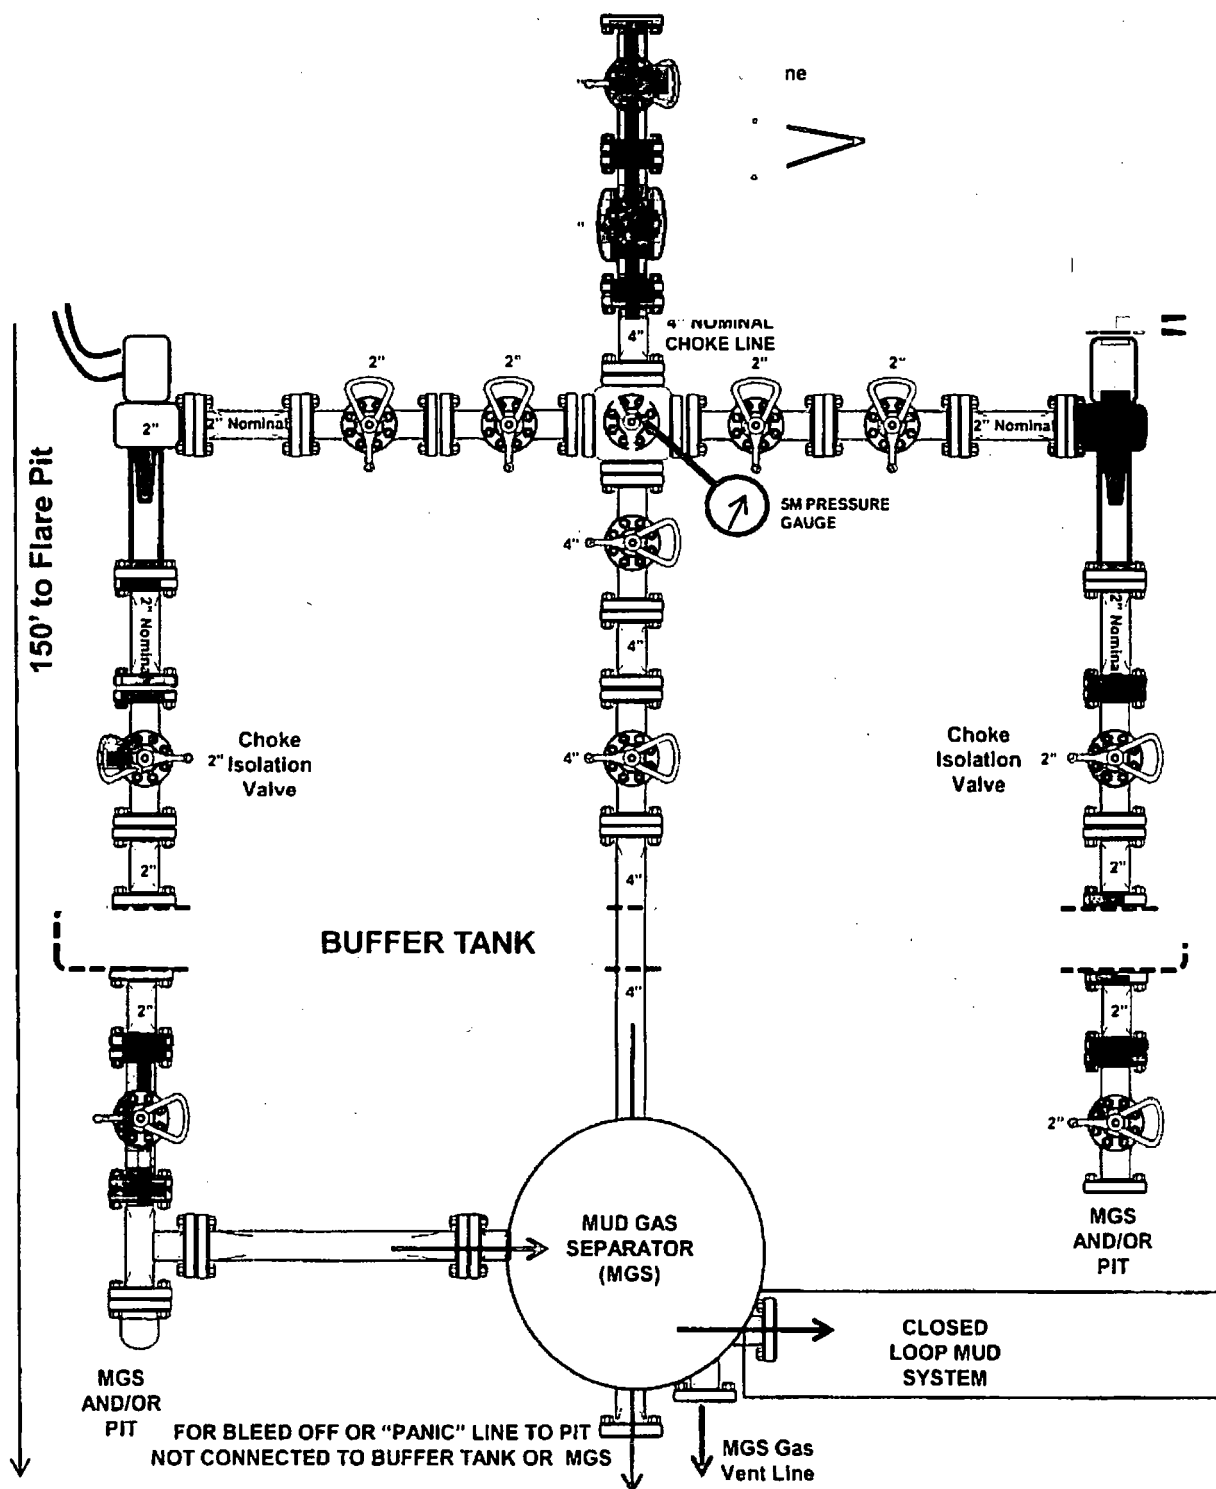 ne
"
"
4"
4" NOMINAL
CHOKE LINE
2"
2"
2"
2"
2"
2" Nominal
2" Nominal
5M PRESSURE
GAUGE
4"
150' to Flare Pit
2" Nominal
4"
2" Nominal
Choke
Isolation
Valve
2"
4"
Choke
Isolation
Valve
2"
2"
4"
2"
BUFFER TANK
4"
2"
2"
2"
MUD GAS
SEPARATOR
(MGS)
MGS
AND/OR
PIT
CLOSED
LOOP MUD
SYSTEM
MGS
AND/OR
PIT
FOR BLEED OFF OR "PANIC" LINE TO PIT
NOT CONNECTED TO BUFFER TANK OR MGS
MGS Gas
Vent Line